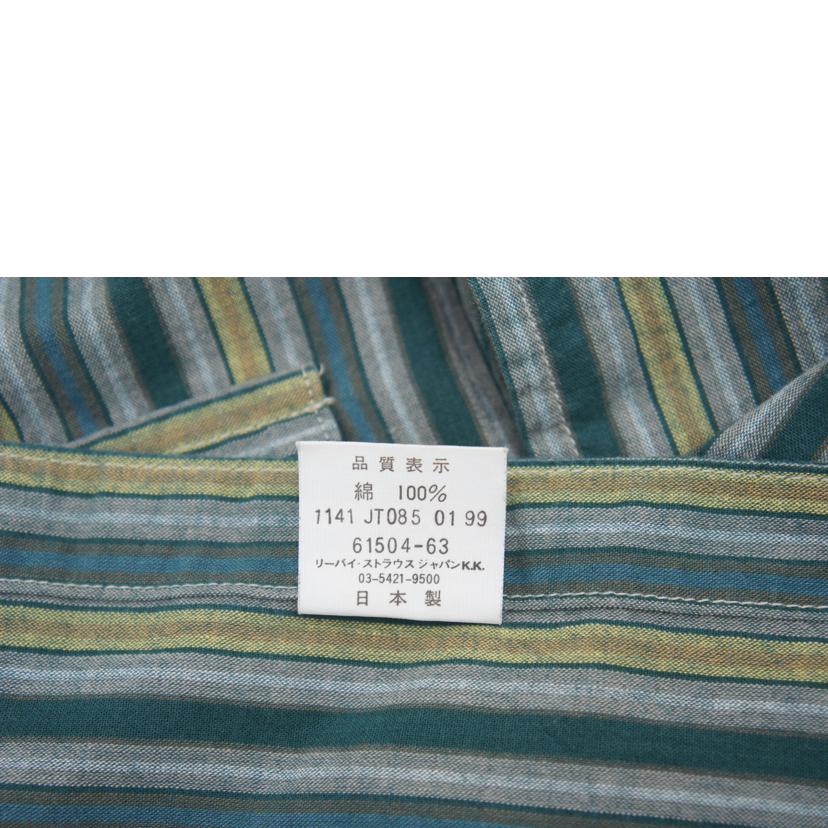 品質表示
綿 100%
1141 JT085 01 99
61504-63
リーバイ・ストラウス ジャパンK.K.
03-5421-9500
日本製